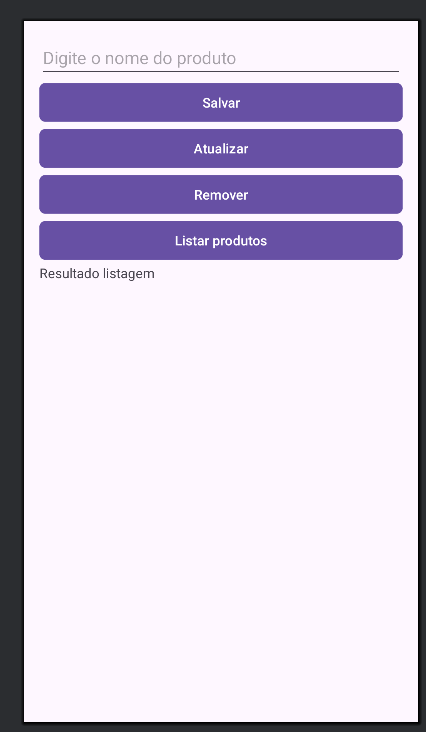 Digite o nome do produto
Salvar
Atualizar
Remover
Listar produtos
Resultado listagem